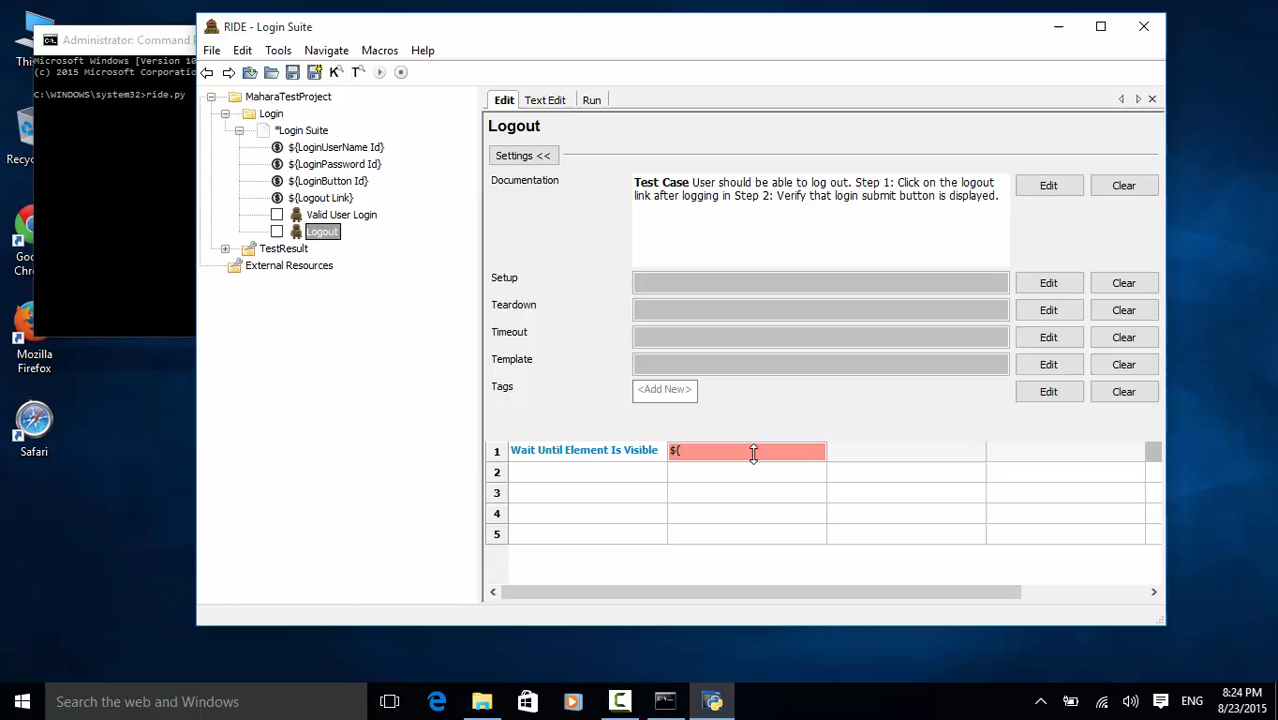 This
Administrator: Command P
Microsoft Windows [Version 10
(c) 2015 Microsoft Corporatio
C:\WINDOWS\system32>ride.py
Recyc
Goo
Chro
Mozilla
Firefox
Safari
RIDE - Login Suite
File Edit Tools Navigate Macros Help
MaharaTestProject
Login
*Login Suite
${LoginUserName Id}
${LoginPassword Id}
${LoginButton Id}
${Logout Link}
Valid User Login
Logout
TestResult
External Resources
Edit Text Edit Run
Logout
Settings <<
Documentation
Test Case User should be able to log out. Step 1: Click on the logout
link after logging in Step 2: Verify that login submit button is displayed.
Edit Clear
Setup Edit Clear
Teardown Edit Clear
Timeout Edit Clear
Template Edit Clear
Tags <Add New> Edit Clear
1 Wait Until Element Is Visible ${
2
3
4
5
Search the web and Windows
ENG
8:24 PM
8/23/2015